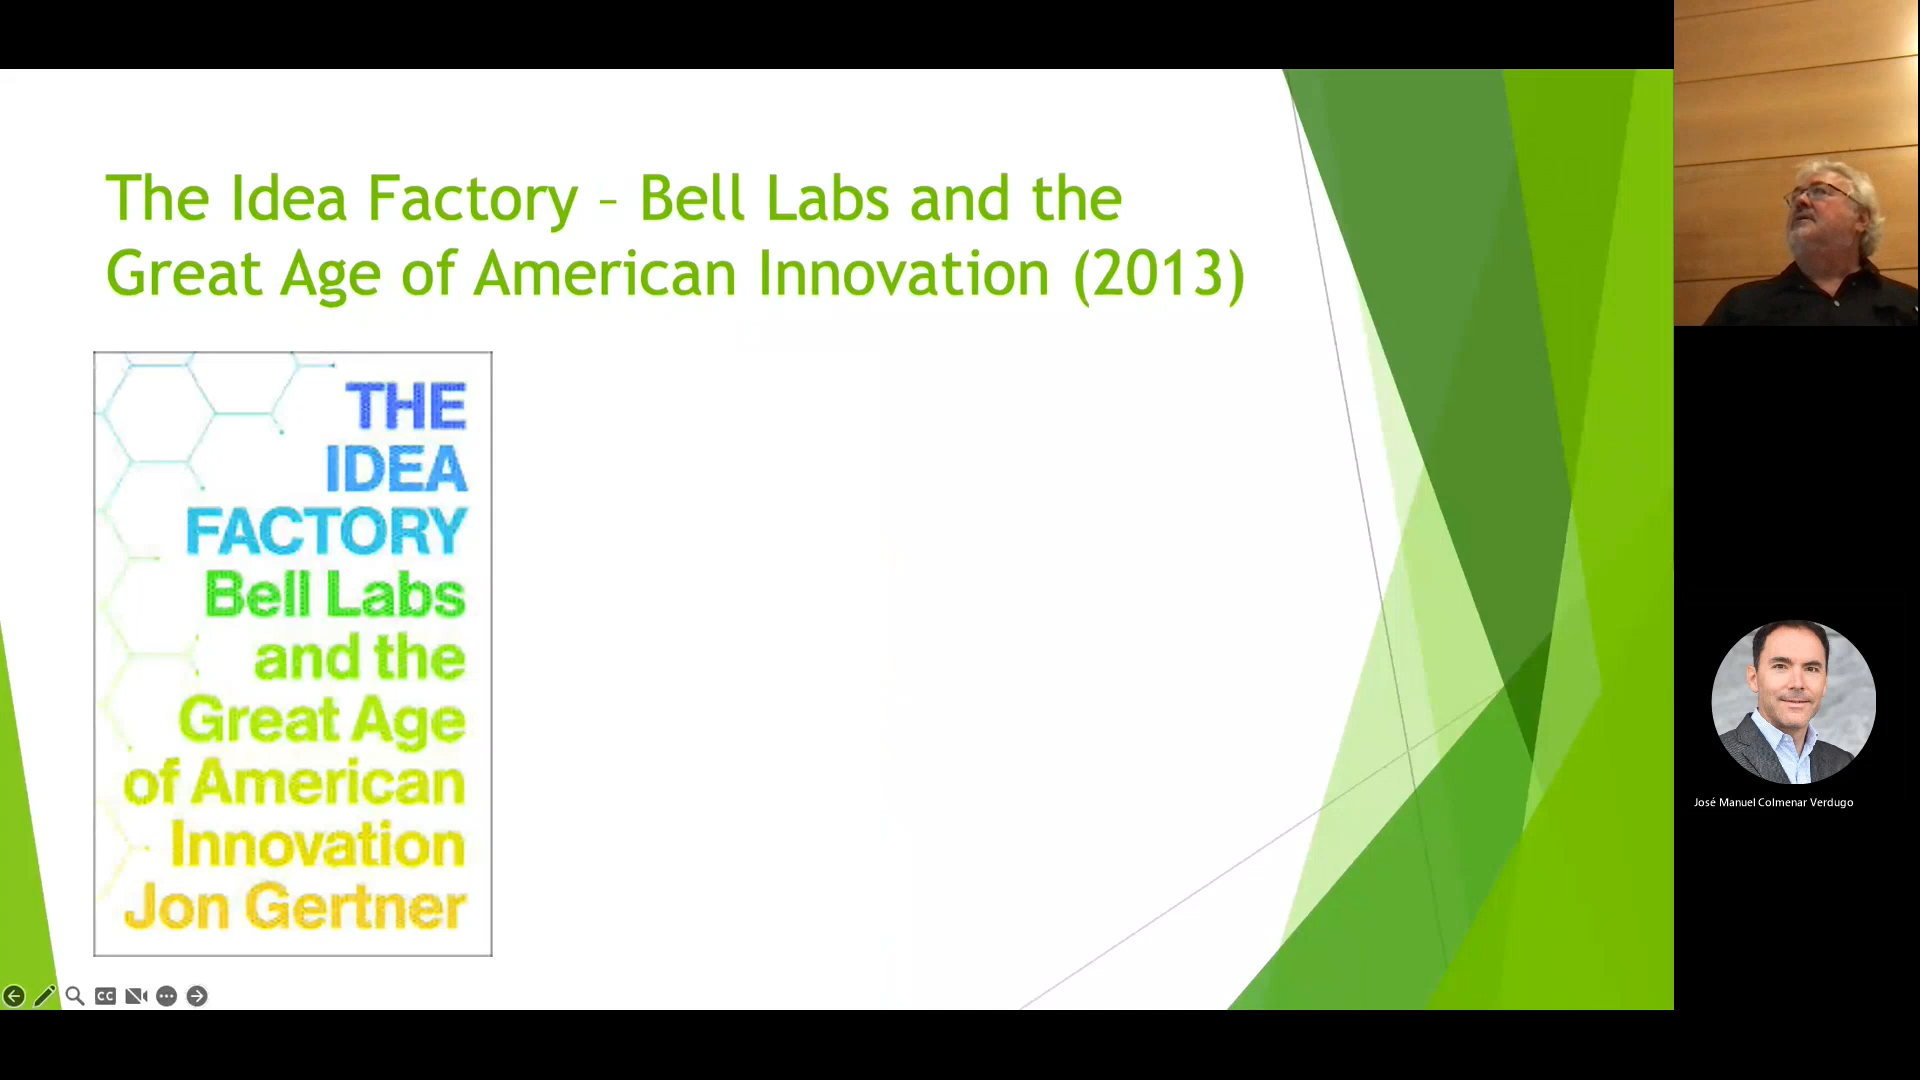 The Idea Factory – Bell Labs and the
Great Age of American Innovation (2013)
THE
IDEA
FACTORY
Bell Labs
and the
Great Age
of American
Innovation
Jon Gertner
CC
José Manuel Colmenar Verdugo